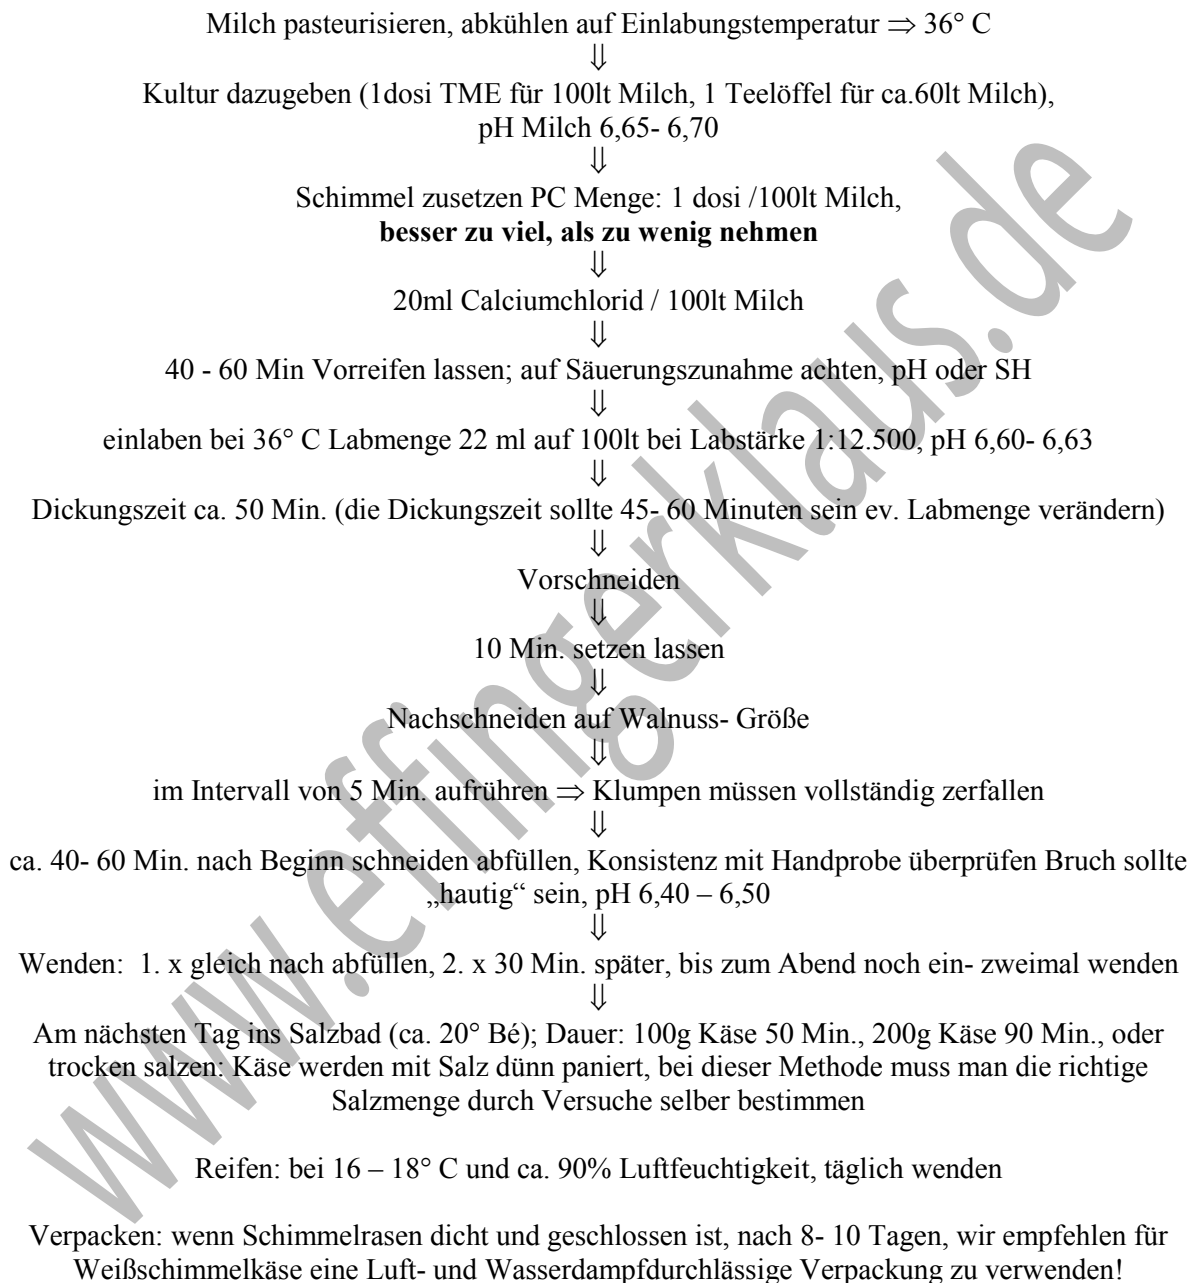 Milch pasteurisieren, abkühlen auf Einlabungstemperatur ⇒ 36° C
⇓
Kultur dazugeben (1dosi TME für 100lt Milch, 1 Teelöffel für ca.60lt Milch),
pH Milch 6,65- 6,70
⇓
Schimmel zusetzen PC Menge: 1 dosi /100lt Milch,
besser zu viel, als zu wenig nehmen
⇓
20ml Calciumchlorid / 100lt Milch
⇓
40 - 60 Min Vorreifen lassen; auf Säuerungszunahme achten, pH oder SH
⇓
einlaben bei 36° C Labmenge 22 ml auf 100lt bei Labstärke 1:12.500, pH 6,60- 6,63
⇓
Dickungszeit ca. 50 Min. (die Dickungszeit sollte 45- 60 Minuten sein ev. Labmenge verändern)
⇓
Vorschneiden
⇓
10 Min. setzen lassen
⇓
Nachschneiden auf Walnuss- Größe
⇓
im Intervall von 5 Min. aufrühren ⇒ Klumpen müssen vollständig zerfallen
⇓
ca. 40- 60 Min. nach Beginn schneiden abfüllen, Konsistenz mit Handprobe überprüfen Bruch sollte
„hautig“ sein, pH 6,40 – 6,50
⇓
Wenden: 1. x gleich nach abfüllen, 2. x 30 Min. später, bis zum Abend noch ein- zweimal wenden
⇓
Am nächsten Tag ins Salzbad (ca. 20° Bé); Dauer: 100g Käse 50 Min., 200g Käse 90 Min., oder
trocken salzen: Käse werden mit Salz dünn paniert, bei dieser Methode muss man die richtige
Salzmenge durch Versuche selber bestimmen
Reifen: bei 16 – 18° C und ca. 90% Luftfeuchtigkeit, täglich wenden
Verpacken: wenn Schimmelrasen dicht und geschlossen ist, nach 8- 10 Tagen, wir empfehlen für
Weißschimmelkäse eine Luft- und Wasserdampfdurchlässige Verpackung zu verwenden!
www.effingerklaus.de